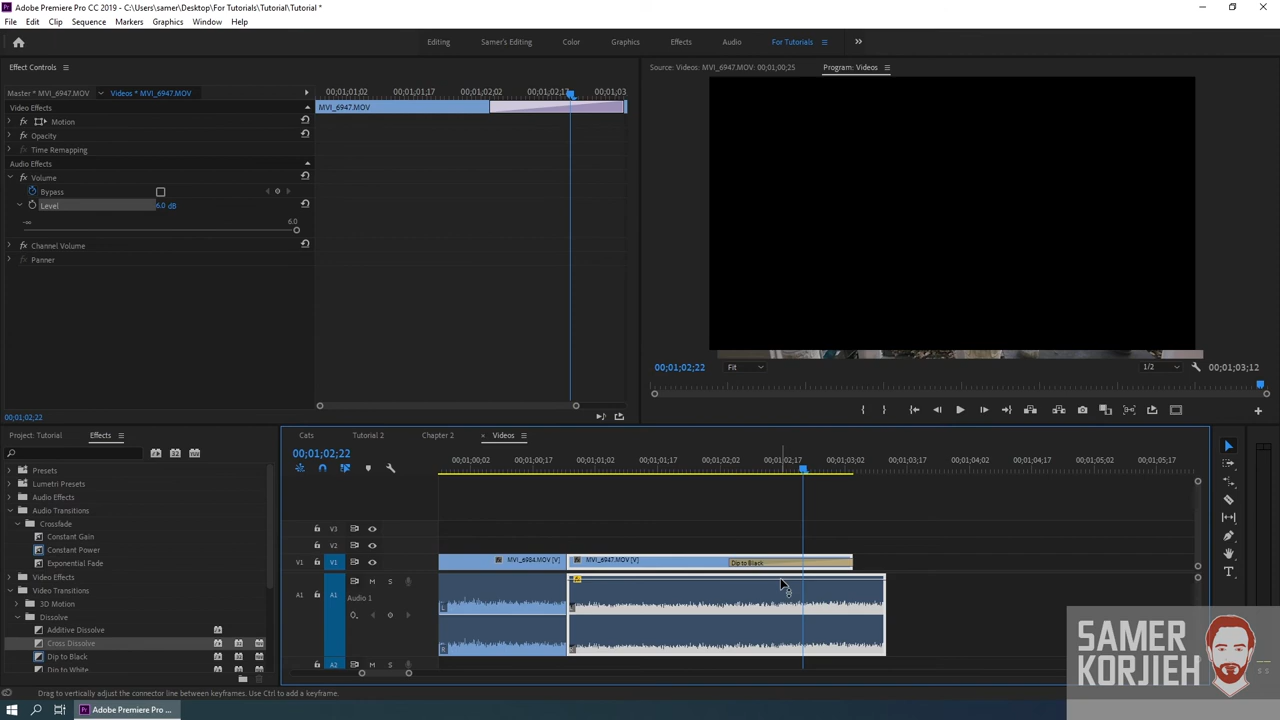 Adobe Premiere Pro CC 2019 - C:\Users\samer\Desktop\For Tutorials\Tutorial\Tutorial *
File Edit Clip Sequence Markers Graphics Window Help
Editing Samer's Editing Color Graphics Effects Audio For Tutorials
Effect Controls
Source: Videos: MVI_6947.MOV: 00;01;00;25 Program: Videos
Master * MVI_6947.MOV Videos * MVI_6947.MOV
00;01;01;02 00;01;01;17 00;01;02;02 00;01;02;17 00;01;03
Video Effects
MVI_6947.MOV
fx Motion
fx Opacity
Time Remapping
Audio Effects
fx Volume
Bypass
Level 6.0 dB
-∞ 6.0
fx Channel Volume
Panner
00;01;02;22 Fit 1/2 00;01;03;12
00;01;02;22
Project: Tutorial Effects
Cats Tutorial 2 Chapter 2 × Videos
00;01;02;22
00;01;00;02 00;01;00;17 00;01;01;02 00;01;01;17 00;01;02;02 00;01;02;17 00;01;03;02 00;01;03;17 00;01;04;02 00;01;04;17 00;01;05;02 00;01;05;17
Presets
Lumetri Presets
Audio Effects
Audio Transitions
Crossfade
Constant Gain
Constant Power
Exponential Fade
Video Effects
Video Transitions
3D Motion
Dissolve
Additive Dissolve
Cross Dissolve
Dip to Black
Dip to White
V3
V2
V1 V1 MVI_6984.MOV [V] MVI_6947.MOV [V] Dip to Black
A1 A1 M S
Audio 1
L
R
A2 M S
SAMER
KORJIEH
Drag to vertically adjust the connector line between keyframes. Use Ctrl to add a keyframe.
Adobe Premiere Pro ...